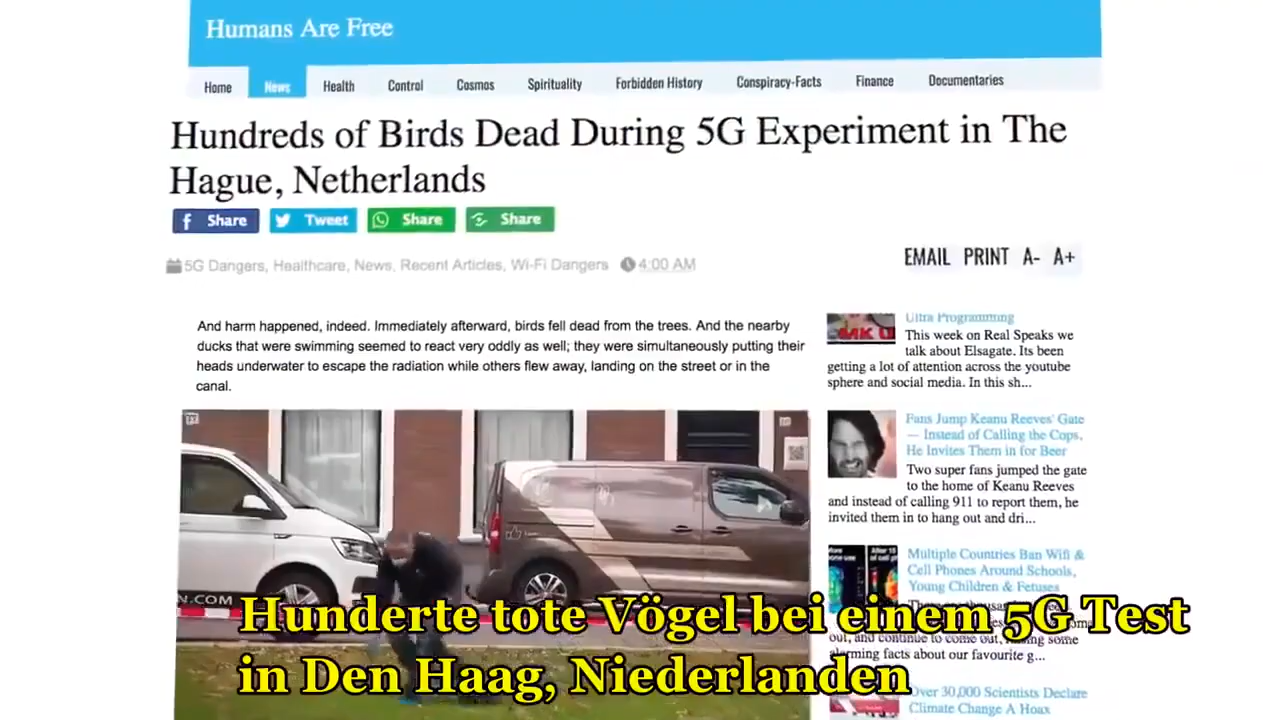 Humans Are Free
Home News Health Control Cosmos Spirituality Forbidden History Conspiracy-Facts Finance Documentaries
Hundreds of Birds Dead During 5G Experiment in The
Hague, Netherlands
Share Tweet Share Share
5G Dangers, Healthcare, News, Recent Articles, Wi-Fi Dangers 4:00 AM
EMAIL PRINT A- A+
And harm happened, indeed. Immediately afterward, birds fell dead from the trees. And the nearby
ducks that were swimming seemed to react very oddly as well; they were simultaneously putting their
heads underwater to escape the radiation while others flew away, landing on the street or in the
canal.
N.COM
Ultra Programming
This week on Real Speaks we
talk about Elsagate. Its been
getting a lot of attention across the youtube
sphere and social media. In this sh...
Fans Jump Keanu Reeves' Gate
— Instead of Calling the Cops,
He Invites Them in for Beer
Two super fans jumped the gate
to the home of Keanu Reeves
and instead of calling 911 to report them, he
invited them in to hang out and dri...
Multiple Countries Ban Wifi &
Cell Phones Around Schools,
Young Children & Fetuses
out, and continue to come out, some
alarming facts about our favourite g...
Over 30,000 Scientists Declare
Climate Change A Hoax
Hunderte tote Vögel bei einem 5G Test
in Den Haag, Niederlanden